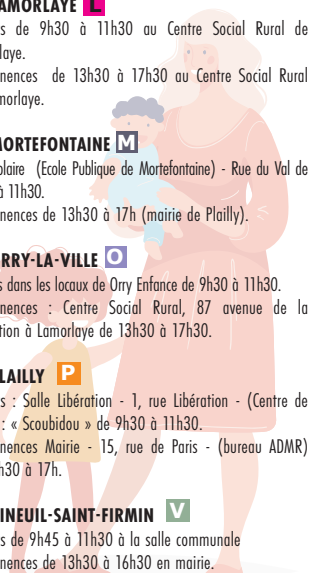 AMORLAYE L
s de 9h30 à 11h30 au Centre Social Rural de
laye.
nences de 13h30 à 17h30 au Centre Social Rural
morlaye.
MORTEFONTAINE M
olaire (Ecole Publique de Mortefontaine) - Rue du Val de
à 11h30.
nences de 13h30 à 17h (mairie de Plailly).
RRY-LA-VILLE O
s dans les locaux de Orry Enfance de 9h30 à 11h30.
nences : Centre Social Rural, 87 avenue de la
tion à Lamorlaye de 13h30 à 17h30.
LAILLY P
s : Salle Libération - 1, rue Libération - (Centre de
: « Scoubidou » de 9h30 à 11h30.
nences Mairie - 15, rue de Paris - (bureau ADMR)
h30 à 17h.
INEUIL-SAINT-FIRMIN V
s de 9h45 à 11h30 à la salle communale
nences de 13h30 à 16h30 en mairie.